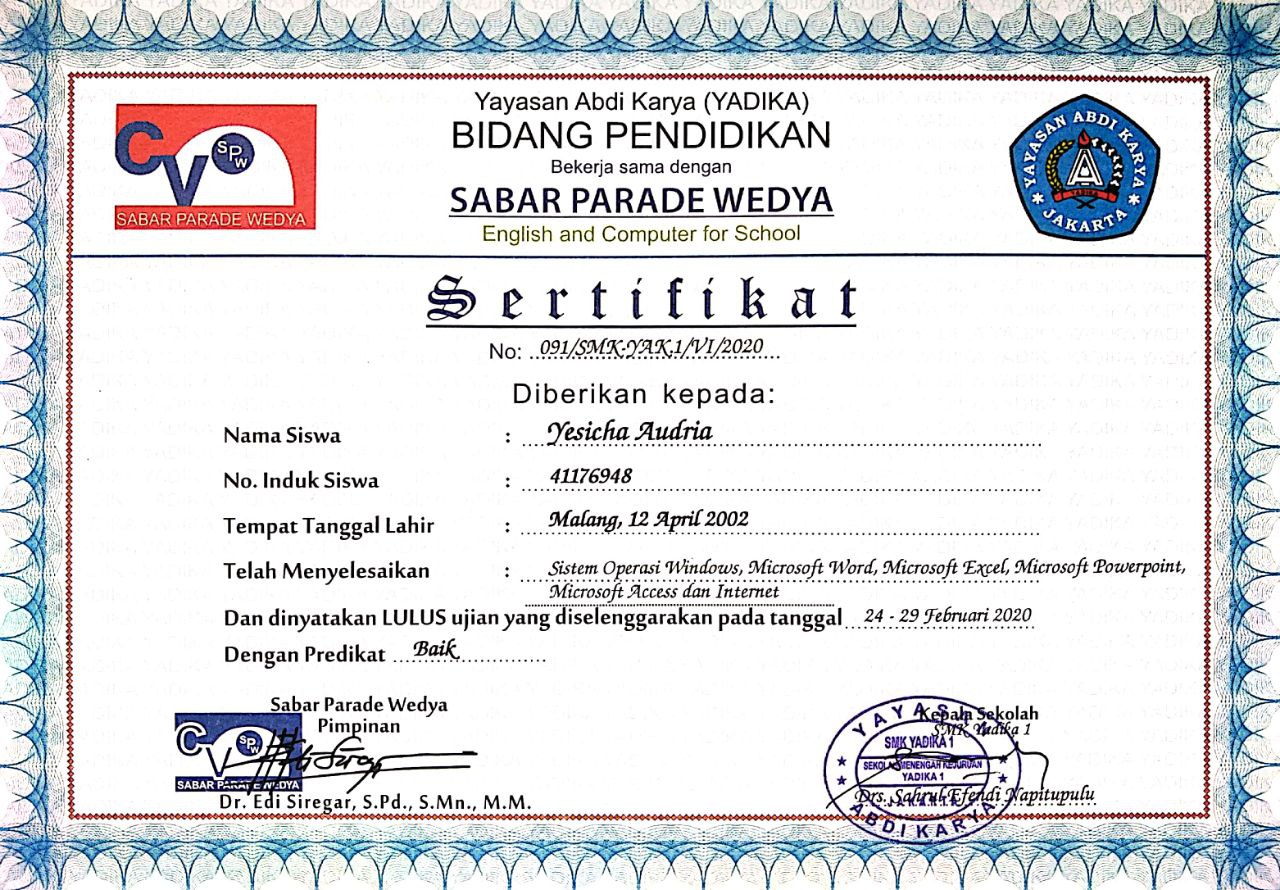 CV SPW
SABAR PARADE WEDYA
Yayasan Abdi Karya (YADIKA)
BIDANG PENDIDIKAN
Bekerja sama dengan
SABAR PARADE WEDYA
English and Computer for School
YAYASAN ABDI KARYA
YADIKA
JAKARTA
Sertifikat
No: 091/SMK-YAK.1/VI/2020
Diberikan kepada:
Nama Siswa : Yesicha Audria
No. Induk Siswa : 41176948
Tempat Tanggal Lahir : Malang, 12 April 2002
Telah Menyelesaikan : Sistem Operasi Windows, Microsoft Word, Microsoft Excel, Microsoft Powerpoint,
Microsoft Access dan Internet
Dan dinyatakan LULUS ujian yang diselenggarakan pada tanggal 24 - 29 Februari 2020
Dengan Predikat Baik
Sabar Parade Wedya
Pimpinan
CV SPW
SABAR PARADE WEDYA
Dr. Edi Siregar, S.Pd., S.Mn., M.M.
Kepala Sekolah
SMK Yadika 1
Drs. Sahrul Efendi Napitupulu
SMK YADIKA 1
SEKOLAH MENENGAH KEJURUAN
YADIKA 1
JAKARTA
ABDI KARYA